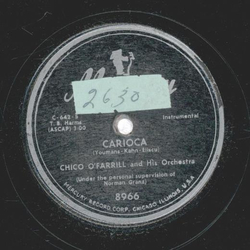 2630
C-642-6
Instrumental
T. B. Harms
(ASCAP) 3:00
CARIOCA
(Youmans-Kahn-Eliscu)
CHICO O'FARRILL and His Orchestra
(Under the personal supervision of
Norman Granz)
8966
MERCURY RECORD CORP. CHICAGO ILLINOIS U.S.A.